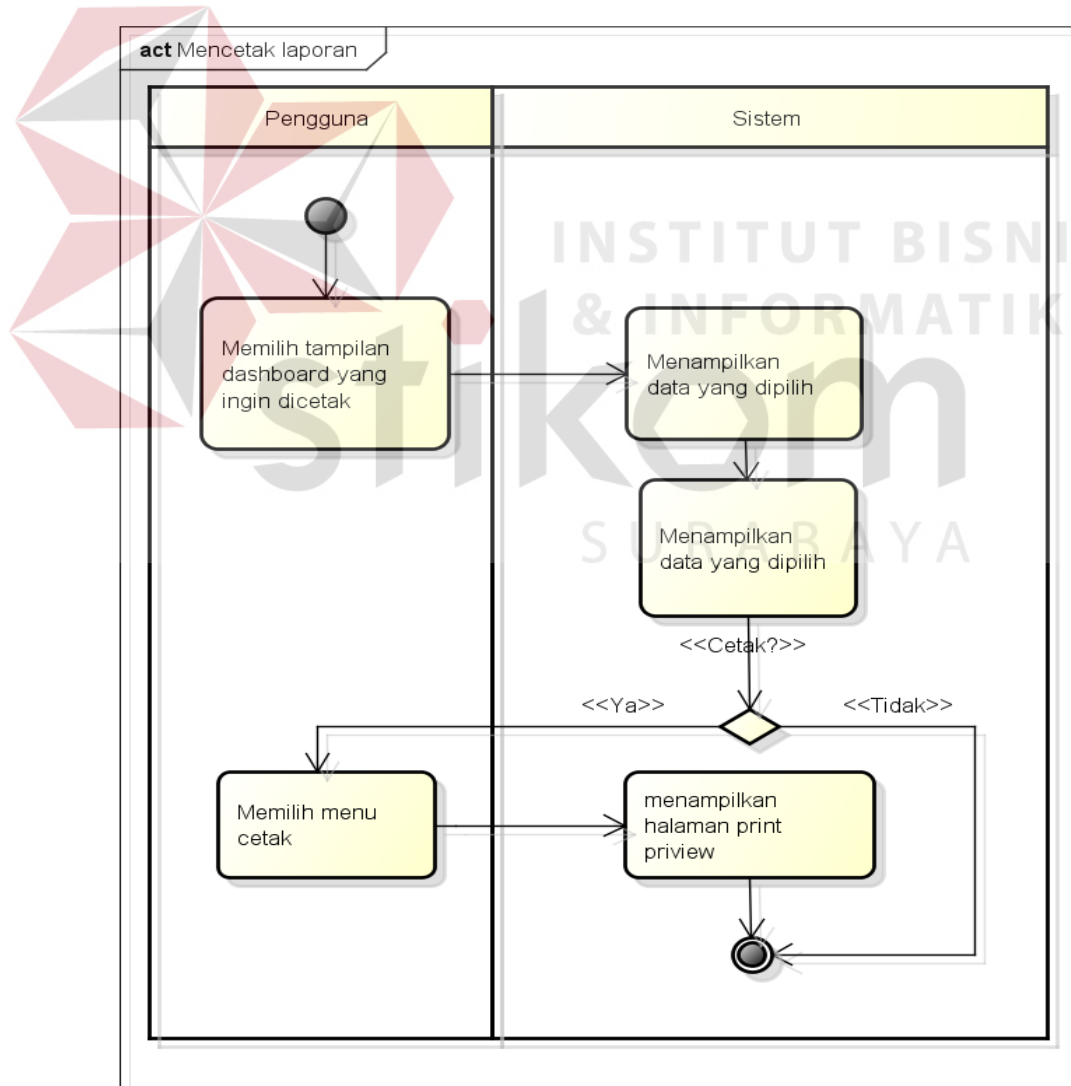 act Mencetak laporan
Pengguna
Sistem
INSTITUT BISNI
& INFORMATIK
stikom
SURABAYA
Memilih tampilan
dashboard yang
ingin dicetak
Menampilkan
data yang dipilih
Menampilkan
data yang dipilih
<<Cetak?>>
<<Ya>>
<<Tidak>>
Memilih menu
cetak
menampilkan
halaman print
priview